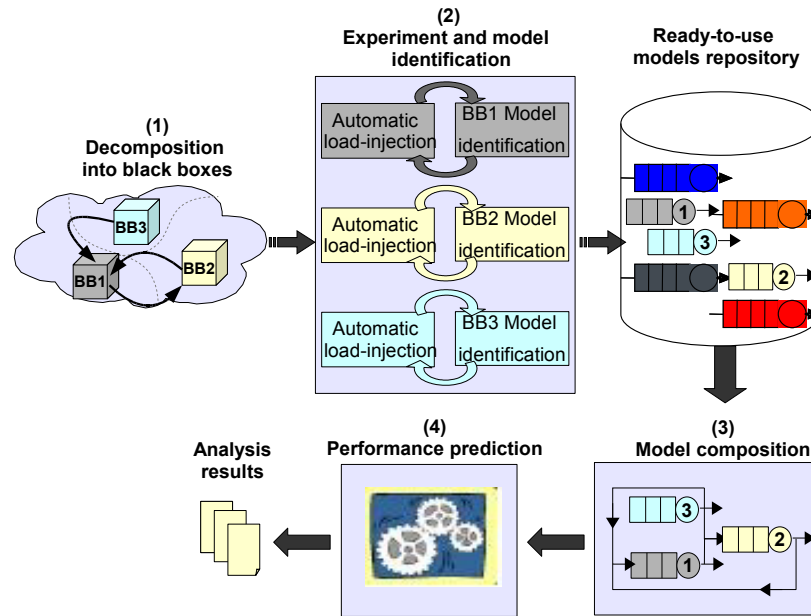 (1)
Decomposition
into black boxes
BB3
BB2
BB1
(2)
Experiment and model
identification
Automatic
load-injection
BB1 Model
identification
Automatic
load-injection
BB2 Model
identification
Automatic
load-injection
BB3 Model
identification
Ready-to-use
models repository
1
3
2
(3)
Model composition
3
2
1
(4)
Performance prediction
Analysis
results